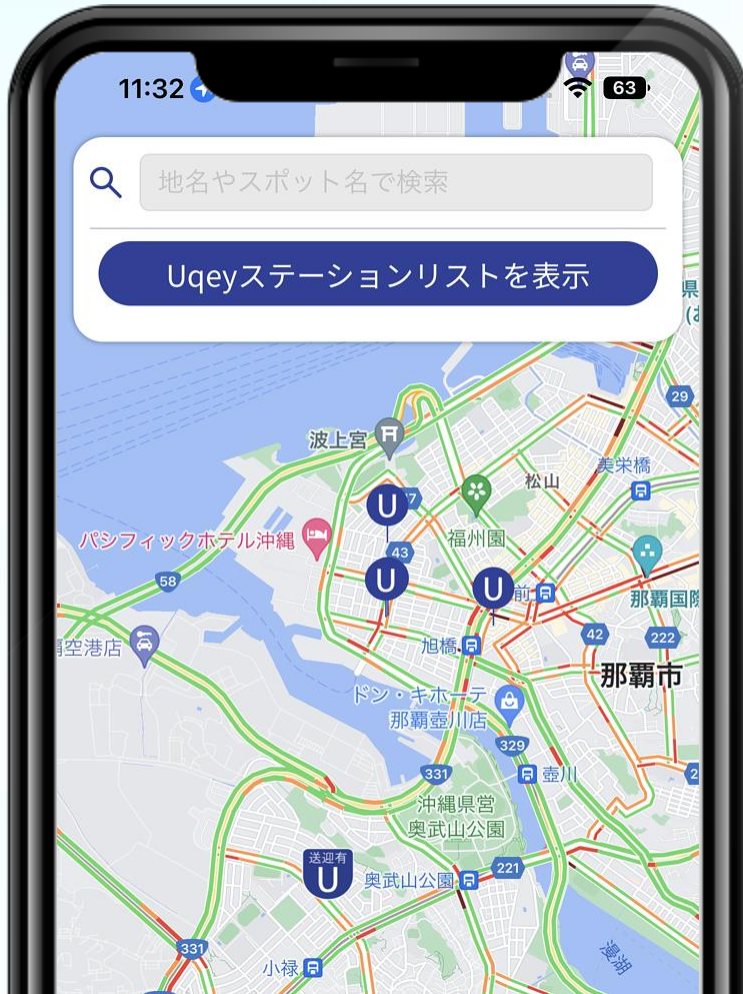 11:32
63
地名やスポット名で検索
Uqeyステーションリストを表示
29
波上宮
美栄橋
松山
U
福州園
パシフィックホテル沖縄
43
58
U
U
前
那覇国際
旭橋
42
222
空港店
那覇市
ドン・キホーテ
那覇壺川店
329
331
壺川
沖縄県営
奥武山公園
送迎有
U
奥武山公園
221
331
小禄
漫湖